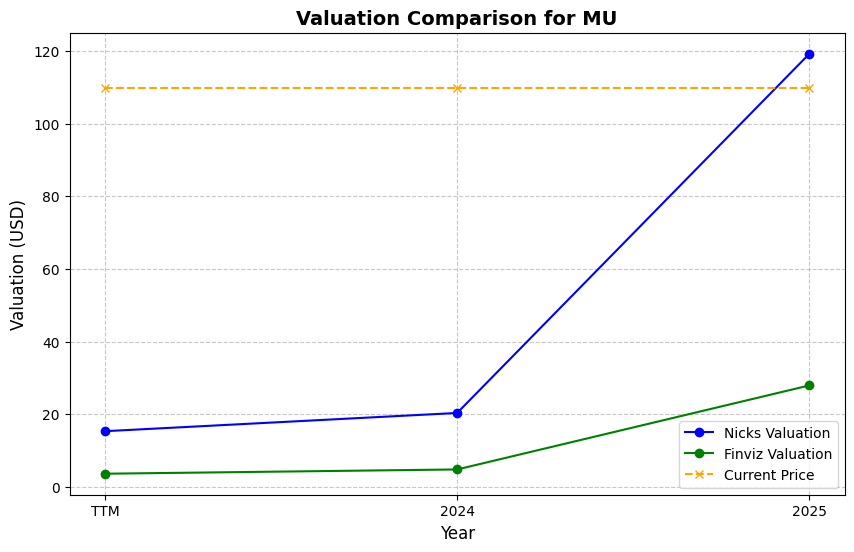 Valuation Comparison for MU
Valuation (USD)
120
100
80
60
40
20
0
TTM
2024
2025
Year
Nicks Valuation
Finviz Valuation
Current Price